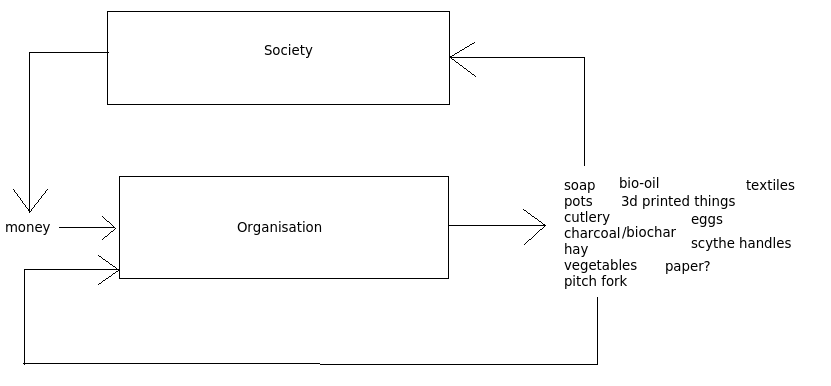 Society
money
Organisation
soap bio-oil textiles
pots 3d printed things
cutlery eggs
charcoal/biochar
hay scythe handles
vegetables paper?
pitch fork